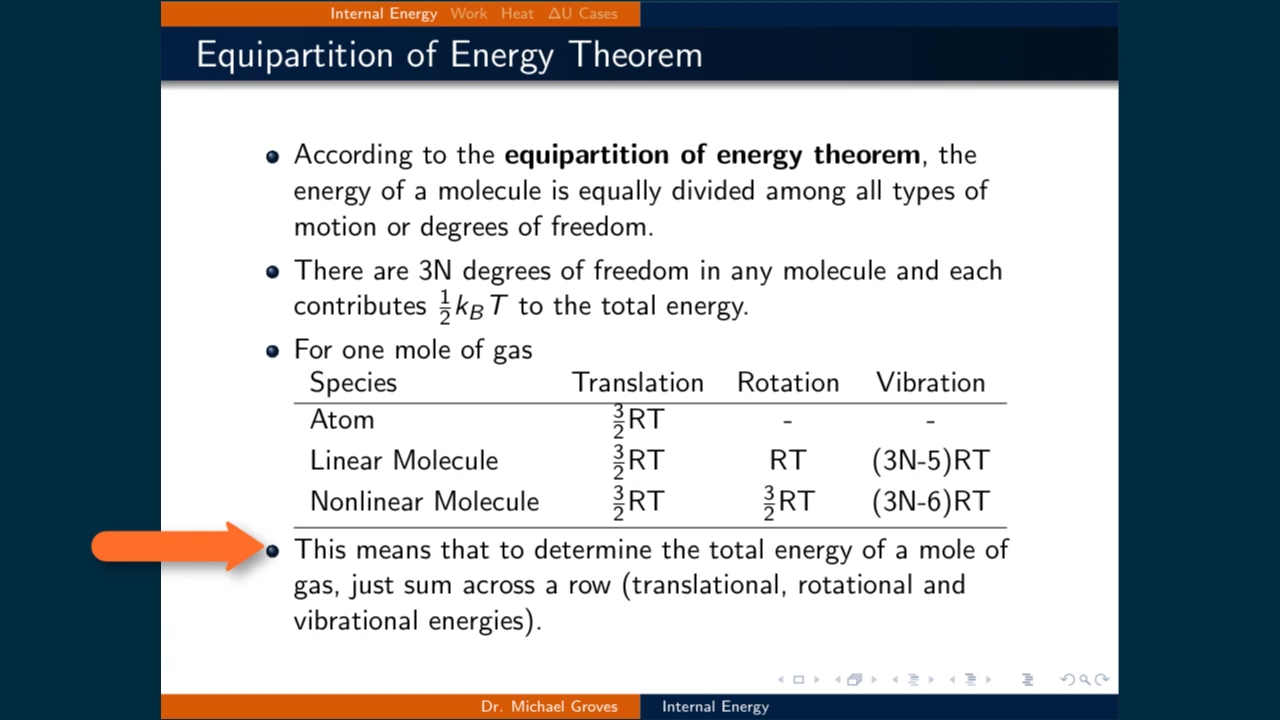 Internal Energy Work Heat ΔU Cases
Equipartition of Energy Theorem
According to the equipartition of energy theorem, the
energy of a molecule is equally divided among all types of
motion or degrees of freedom.
There are 3N degrees of freedom in any molecule and each
contributes ½k_BT to the total energy.
For one mole of gas
Species Translation Rotation Vibration
Atom 3/2RT - -
Linear Molecule 3/2RT RT (3N-5)RT
Nonlinear Molecule 3/2RT 3/2RT (3N-6)RT
This means that to determine the total energy of a mole of
gas, just sum across a row (translational, rotational and
vibrational energies).
Dr. Michael Groves Internal Energy